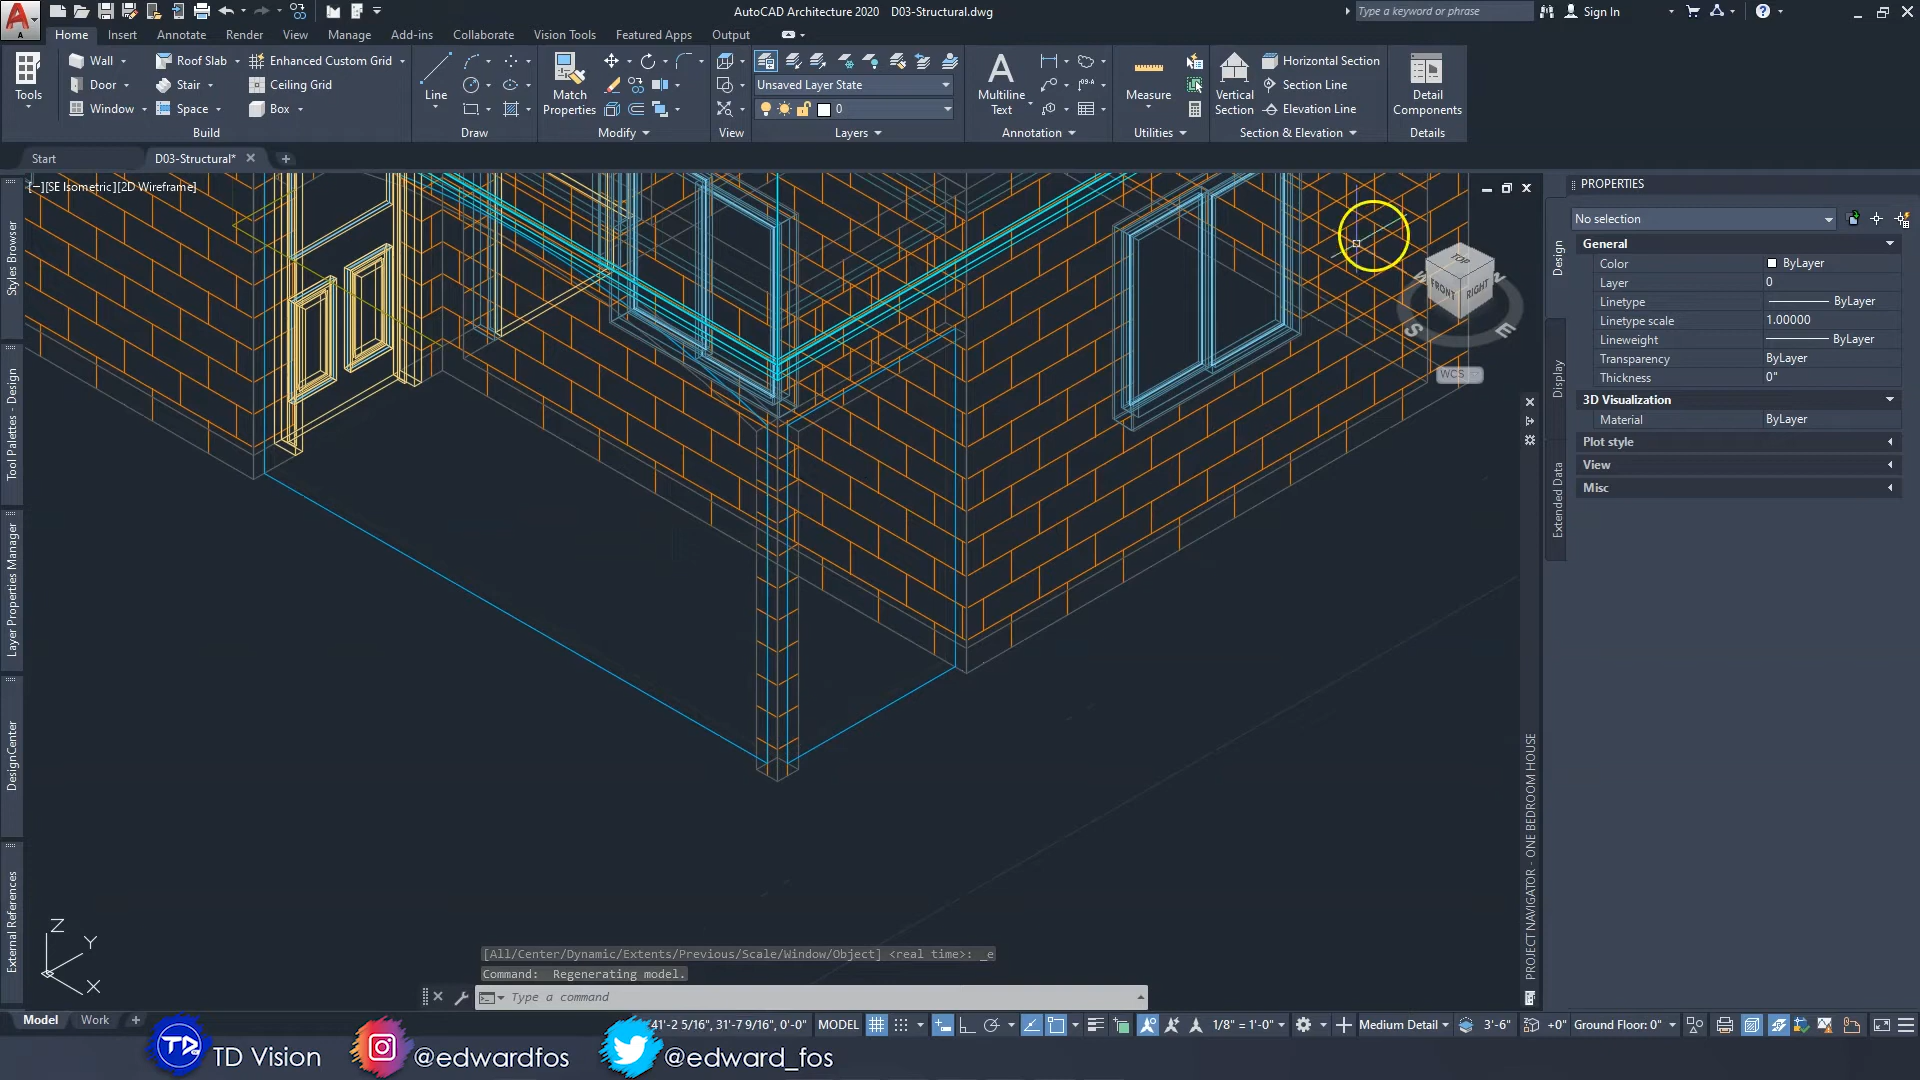 AutoCAD Architecture 2020 D03-Structural.dwg
Type a keyword or phrase
Sign In
Home Insert Annotate Render View Manage Add-ins Collaborate Vision Tools Featured Apps Output
Tools
Wall
Door
Window
Roof Slab
Stair
Space
Enhanced Custom Grid
Ceiling Grid
Box
Build
Line
Draw
Match
Properties
Modify
View
Unsaved Layer State
0
Layers
Multiline
Text
Annotation
Measure
Utilities
Vertical
Section
Horizontal Section
Section Line
Elevation Line
Section & Elevation
Detail
Components
Details
Start
D03-Structural*
[−][SE Isometric][2D Wireframe]
Styles Browser
Tool Palettes - Design
Layer Properties Manager
DesignCenter
External References
TOP
FRONT
RIGHT
W
N
S
E
WCS
PROPERTIES
No selection
General
Color ByLayer
Layer 0
Linetype ByLayer
Linetype scale 1.00000
Lineweight ByLayer
Transparency ByLayer
Thickness 0"
3D Visualization
Material ByLayer
Plot style
View
Misc
Design
Display
Extended Data
PROJECT NAVIGATOR - ONE BEDROOM HOUSE
Z
Y
X
[All/Center/Dynamic/Extents/Previous/Scale/Window/Object] <real time>: _e
Command: Regenerating model.
Type a command
Model Work
41'-2 5/16", 31'-7 9/16", 0'-0" MODEL 1/8" = 1'-0" Medium Detail 3'-6" +0" Ground Floor: 0"
TD TD Vision @edwardfos @edward_fos